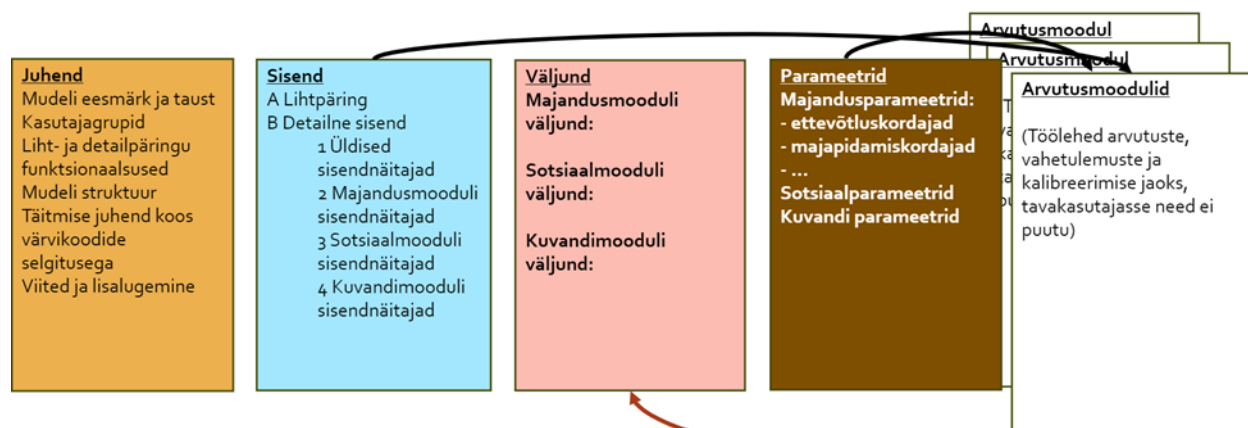 Juhend
Mudeli eesmärk ja taust
Kasutajagrupid
Liht- ja detailpäringu
funktsionaalsused
Mudeli struktuur
Täitmise juhend koos
värvikoodide
selgitusega
Viited ja lisalugemine
Sisend
A Lihtpäring
B Detailne sisend
1 Üldised
sisendnäitajad
2 Majandusmooduli
sisendnäitajad
3 Sotsiaalmooduli
sisendnäitajad
4 Kuvandimooduli
sisendnäitajad
Väljund
Majandusmooduli
väljund:
Sotsiaalmooduli
väljund:
Kuvandimooduli
väljund:
Parameetrid
Majandusparameetrid:
- ettevõtluskordajad
- majapidamiskordajad
- ...
Sotsiaalparameetrid
Kuvandi parameetrid
Arvutusmoodul
Arvutusmoodul
Arvutusmoodulid
(Töölehed arvutuste,
vahetulemuste ja
kalibreerimise jaoks,
tavakasutajasse need ei
puutu)